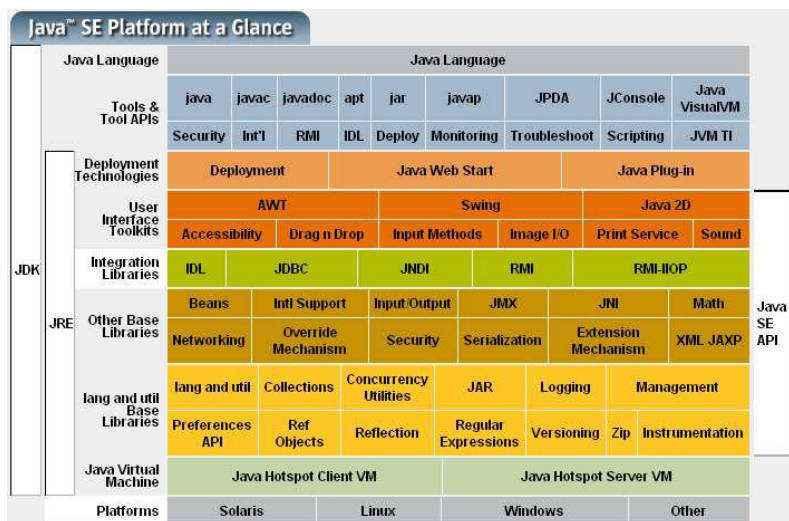 Java™ SE Platform at a Glance
Java Language Java Language
Tools &
Tool APIs
java javac javadoc apt jar javap JPDA JConsole Java
VisualVM
Security Int'l RMI IDL Deploy Monitoring Troubleshoot Scripting JVM TI
Deployment
Technologies
Deployment Java Web Start Java Plug-in
User
Interface
Toolkits
AWT Swing Java 2D
Accessibility Drag n Drop Input Methods Image I/O Print Service Sound
Integration
Libraries
IDL JDBC JNDI RMI RMI-IIOP
JDK
JRE
Other Base
Libraries
Beans Intl Support Input/Output JMX JNI Math
Networking Override
Mechanism Security Serialization Extension
Mechanism XML JAXP
Java
SE
API
lang and util
Base
Libraries
lang and util Collections Concurrency
Utilities JAR Logging Management
Preferences
API Ref
Objects Reflection Regular
Expressions Versioning Zip Instrumentation
Java Virtual
Machine
Java Hotspot Client VM Java Hotspot Server VM
Platforms Solaris Linux Windows Other